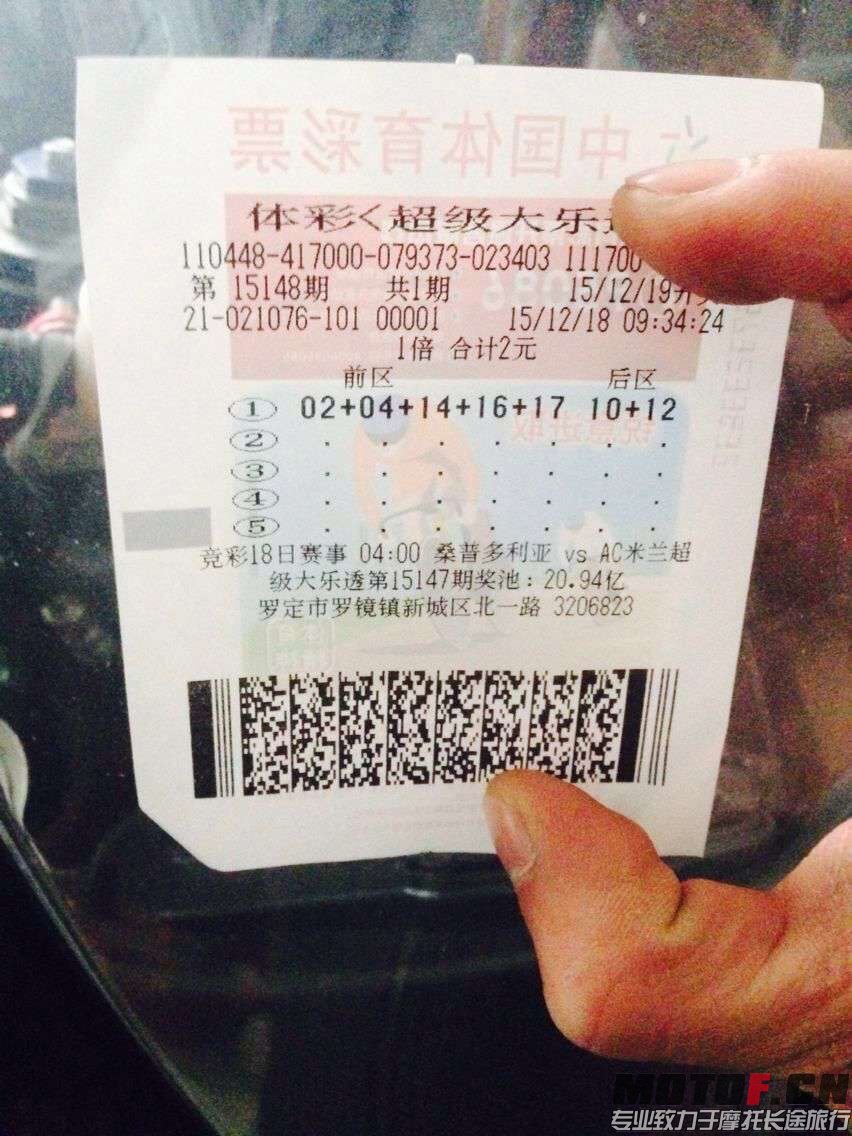 中国体育彩票
体彩<超级大乐
110448-417000-079373-023403 111700
第 15148期 共1期 15/12/19开
21-021076-101 00001 15/12/18 09:34:24
1倍 合计2元
前区 后区
① 02+04+14+16+17 10+12
②
③
④
⑤
竞彩18日赛事 04:00 桑普多利亚 vs AC米兰超
级大乐透第15147期奖池：20.94亿
罗定市罗镜镇新城区北一路 3206823
MOTOF.CN
专业致力于摩托长途旅行